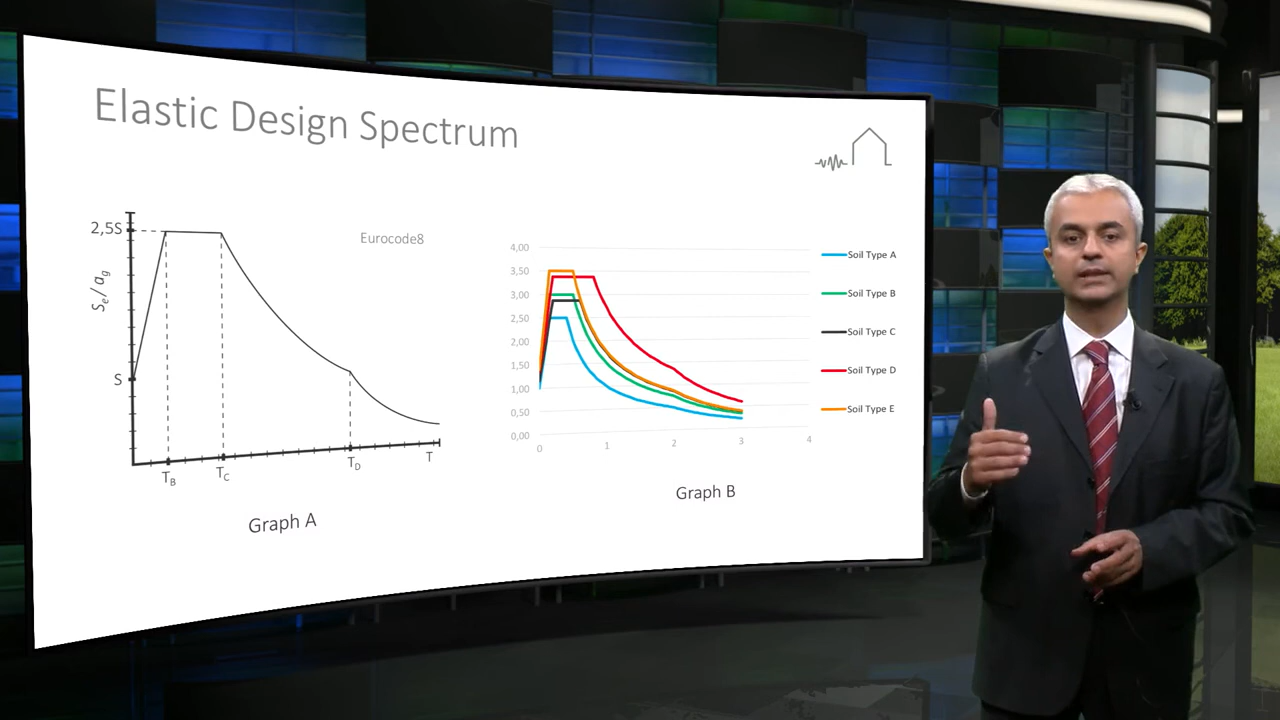 Elastic Design Spectrum
2,5S
Se/ag
S
TB
TC
TD
T
Eurocode8
Graph A
4,00
3,50
3,00
2,50
2,00
1,50
1,00
0,50
0,00
0 1 2 3 4
Soil Type A
Soil Type B
Soil Type C
Soil Type D
Soil Type E
Graph B